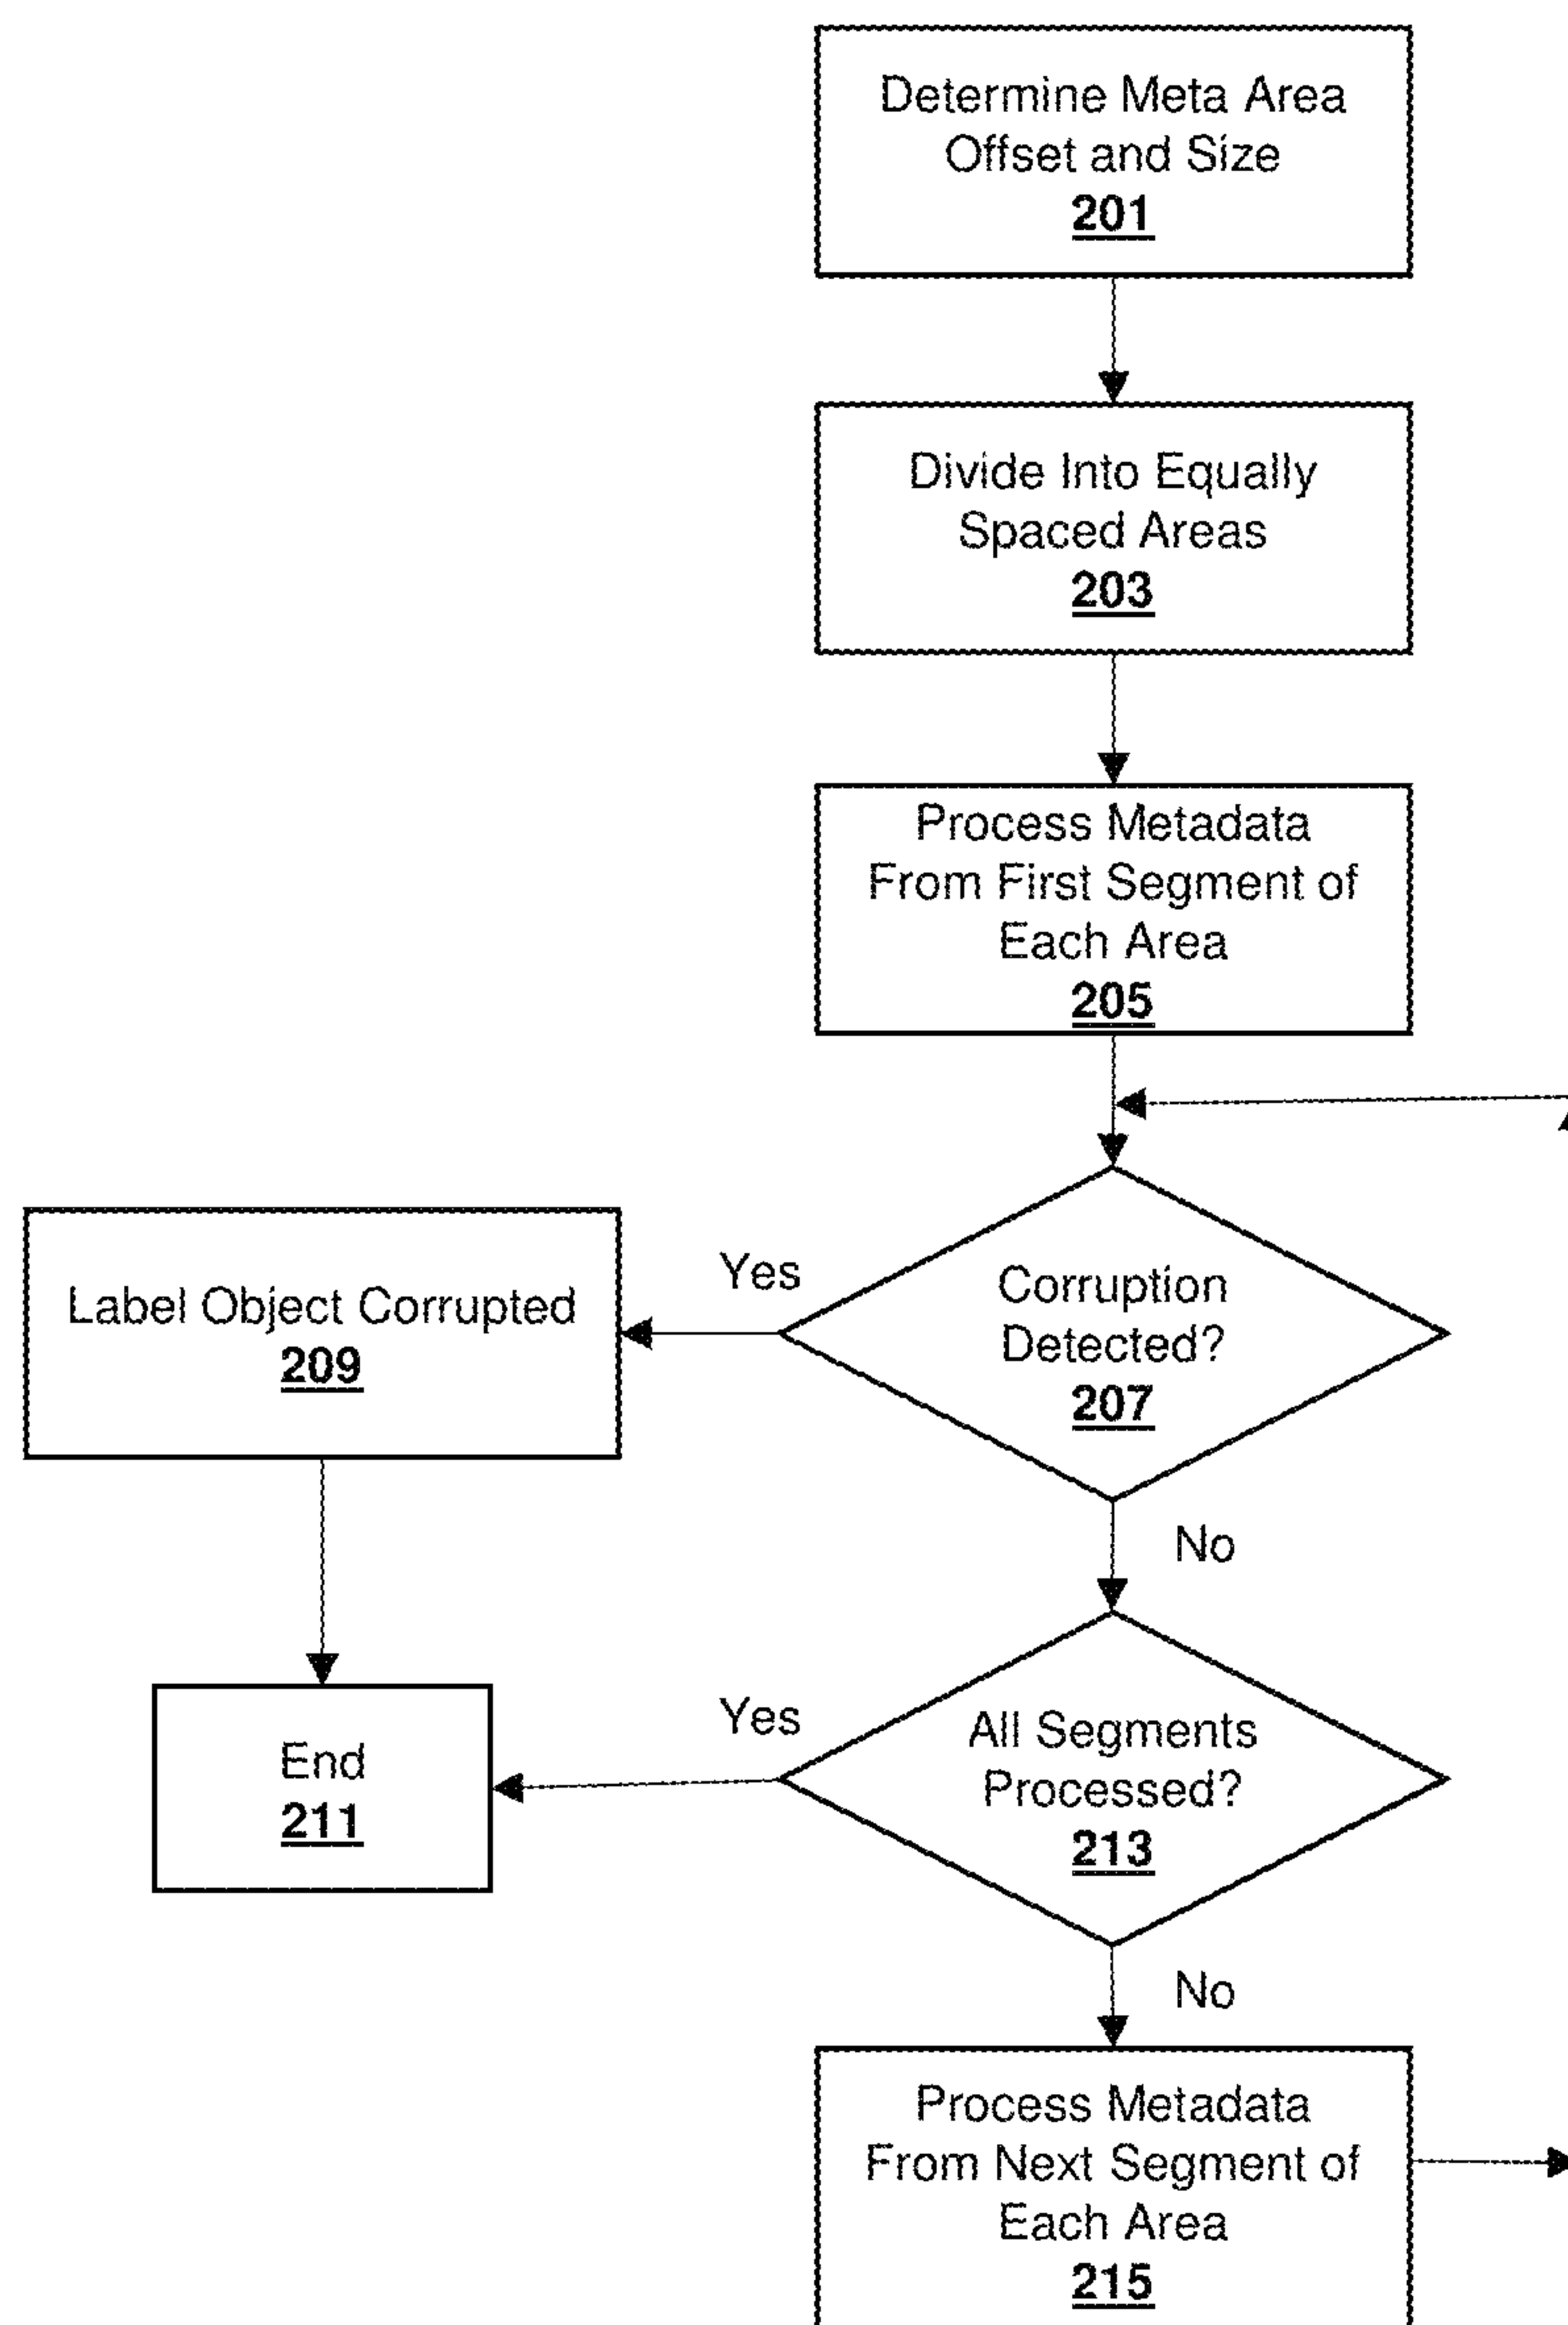 Determine Meta Area
Offset and Size
201
Divide Into Equally
Spaced Areas
203
Process Metadata
From First Segment of
Each Area
205
Corruption
Detected?
207
Yes
No
Label Object Corrupted
209
End
211
All Segments
Processed?
213
Yes
No
Process Metadata
From Next Segment of
Each Area
215